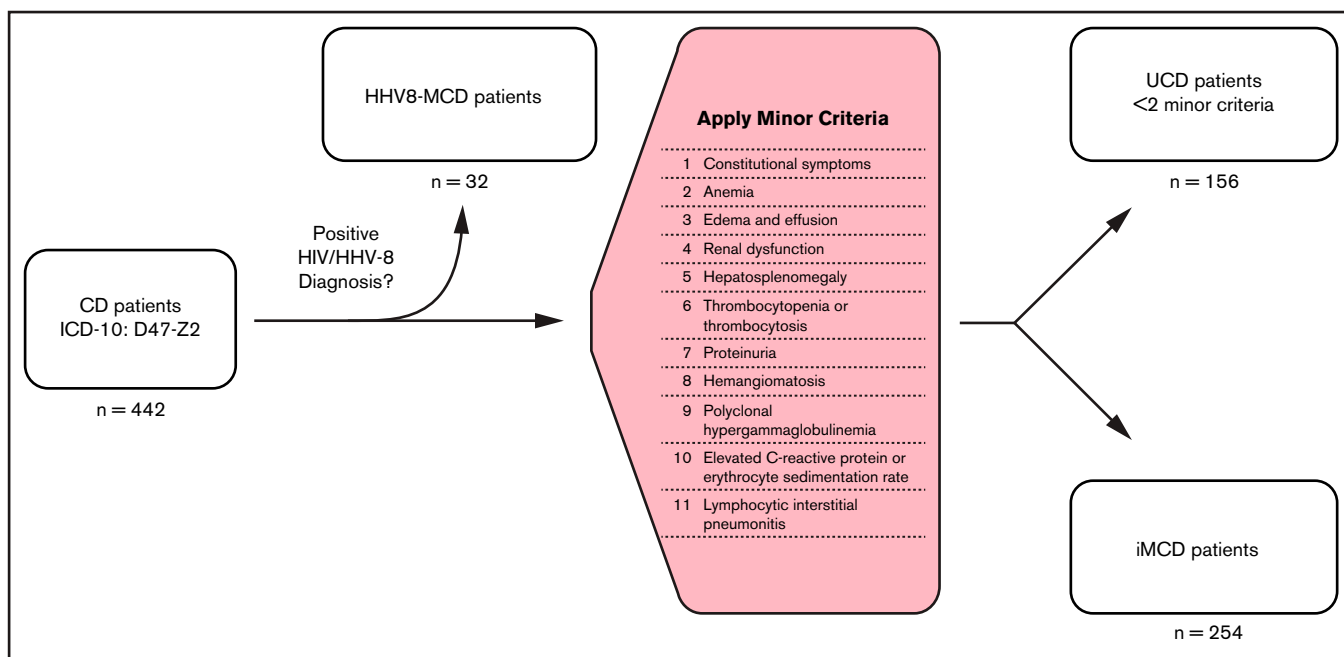 CD patients
ICD-10: D47-Z2
n = 442
Positive
HIV/HHV-8
Diagnosis?
HHV8-MCD patients
n = 32
Apply Minor Criteria
1 Constitutional symptoms
2 Anemia
3 Edema and effusion
4 Renal dysfunction
5 Hepatosplenomegaly
6 Thrombocytopenia or
thrombocytosis
7 Proteinuria
8 Hemangiomatosis
9 Polyclonal
hypergammaglobulinemia
10 Elevated C-reactive protein or
erythrocyte sedimentation rate
11 Lymphocytic interstitial
pneumonitis
UCD patients
<2 minor criteria
n = 156
iMCD patients
n = 254